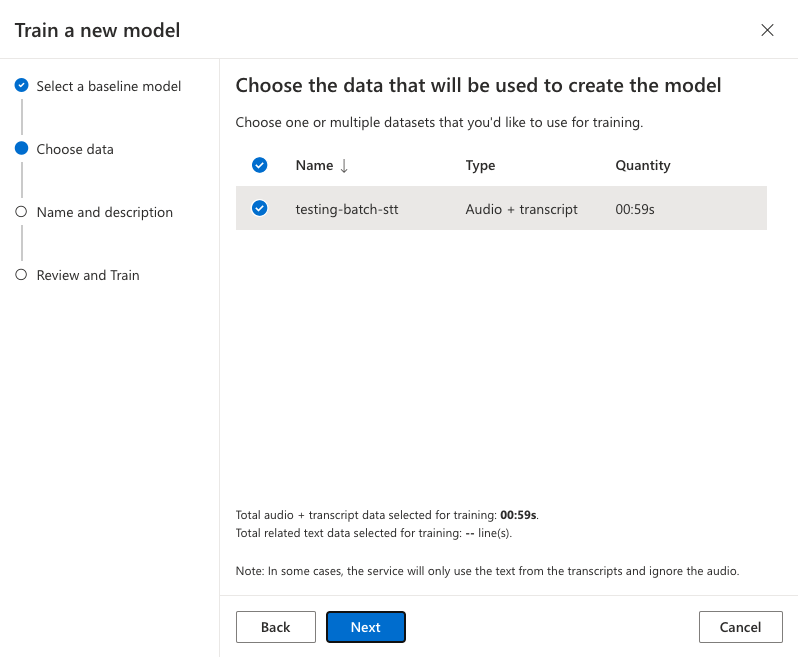 Train a new model
Select a baseline model
Choose data
Name and description
Review and Train
Choose the data that will be used to create the model
Choose one or multiple datasets that you'd like to use for training.
Name ↓ Type Quantity
testing-batch-stt Audio + transcript 00:59s
Total audio + transcript data selected for training: 00:59s.
Total related text data selected for training: -- line(s).
Note: In some cases, the service will only use the text from the transcripts and ignore the audio.
Back Next Cancel